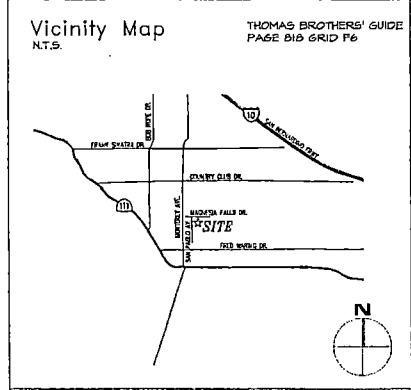 Vicinity Map
N.T.S.
THOMAS BROTHERS' GUIDE
PAGE 818 GRID F6
10
SAN BERNARDINO FRWY
BOB HOPE DR.
FRANK SINATRA DR.
COUNTRY CLUB DR.
111
MONTEREY AVE.
MAGNESIA FALLS DR.
SITE
SAN PABLO AV
FRED WARING DR.
N